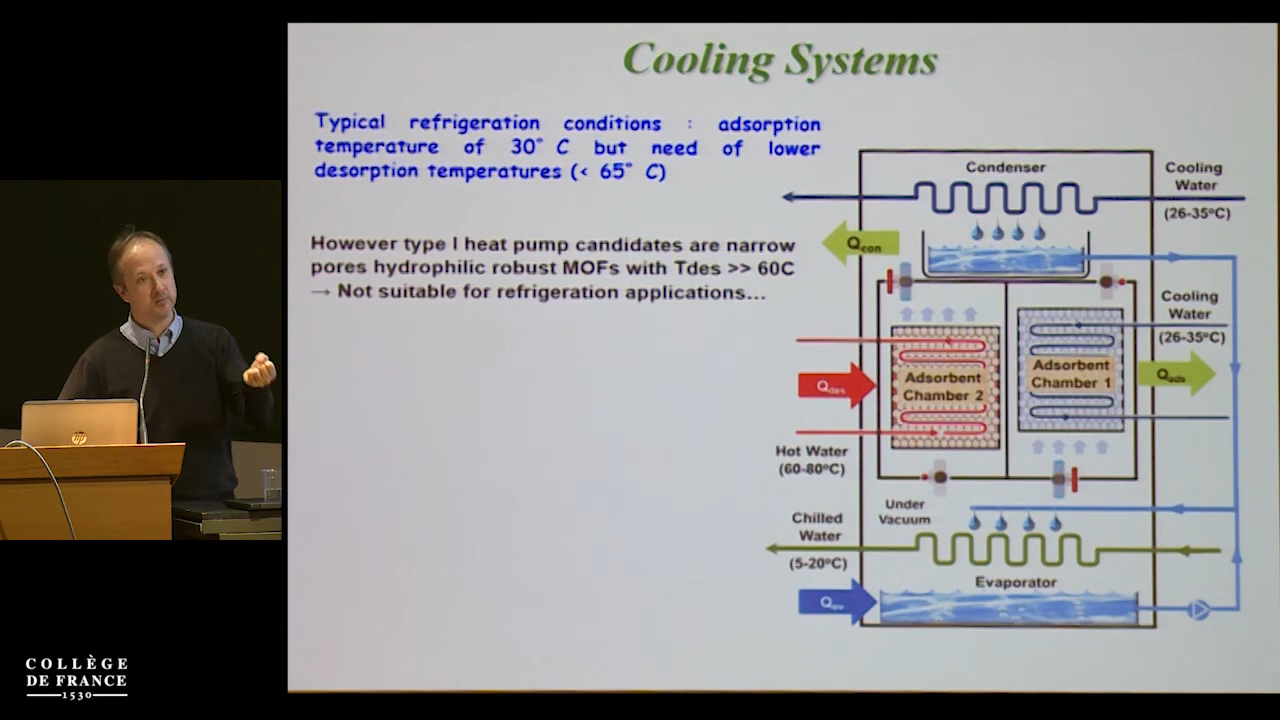 Cooling Systems
Typical refrigeration conditions : adsorption
temperature of 30° C but need of lower
desorption temperatures (< 65° C)
However type I heat pump candidates are narrow
pores hydrophilic robust MOFs with Tdes >> 60C
→ Not suitable for refrigeration applications...
Condenser
Cooling
Water
(26-35°C)
Qcon
Cooling
Water
(26-35°C)
Adsorbent
Chamber 1
Qads
Qdes
Adsorbent
Chamber 2
Hot Water
(60-80°C)
Under
Vacuum
Chilled
Water
(5-20°C)
Evaporator
Qev
hp
COLLÈGE
DE FRANCE
1530